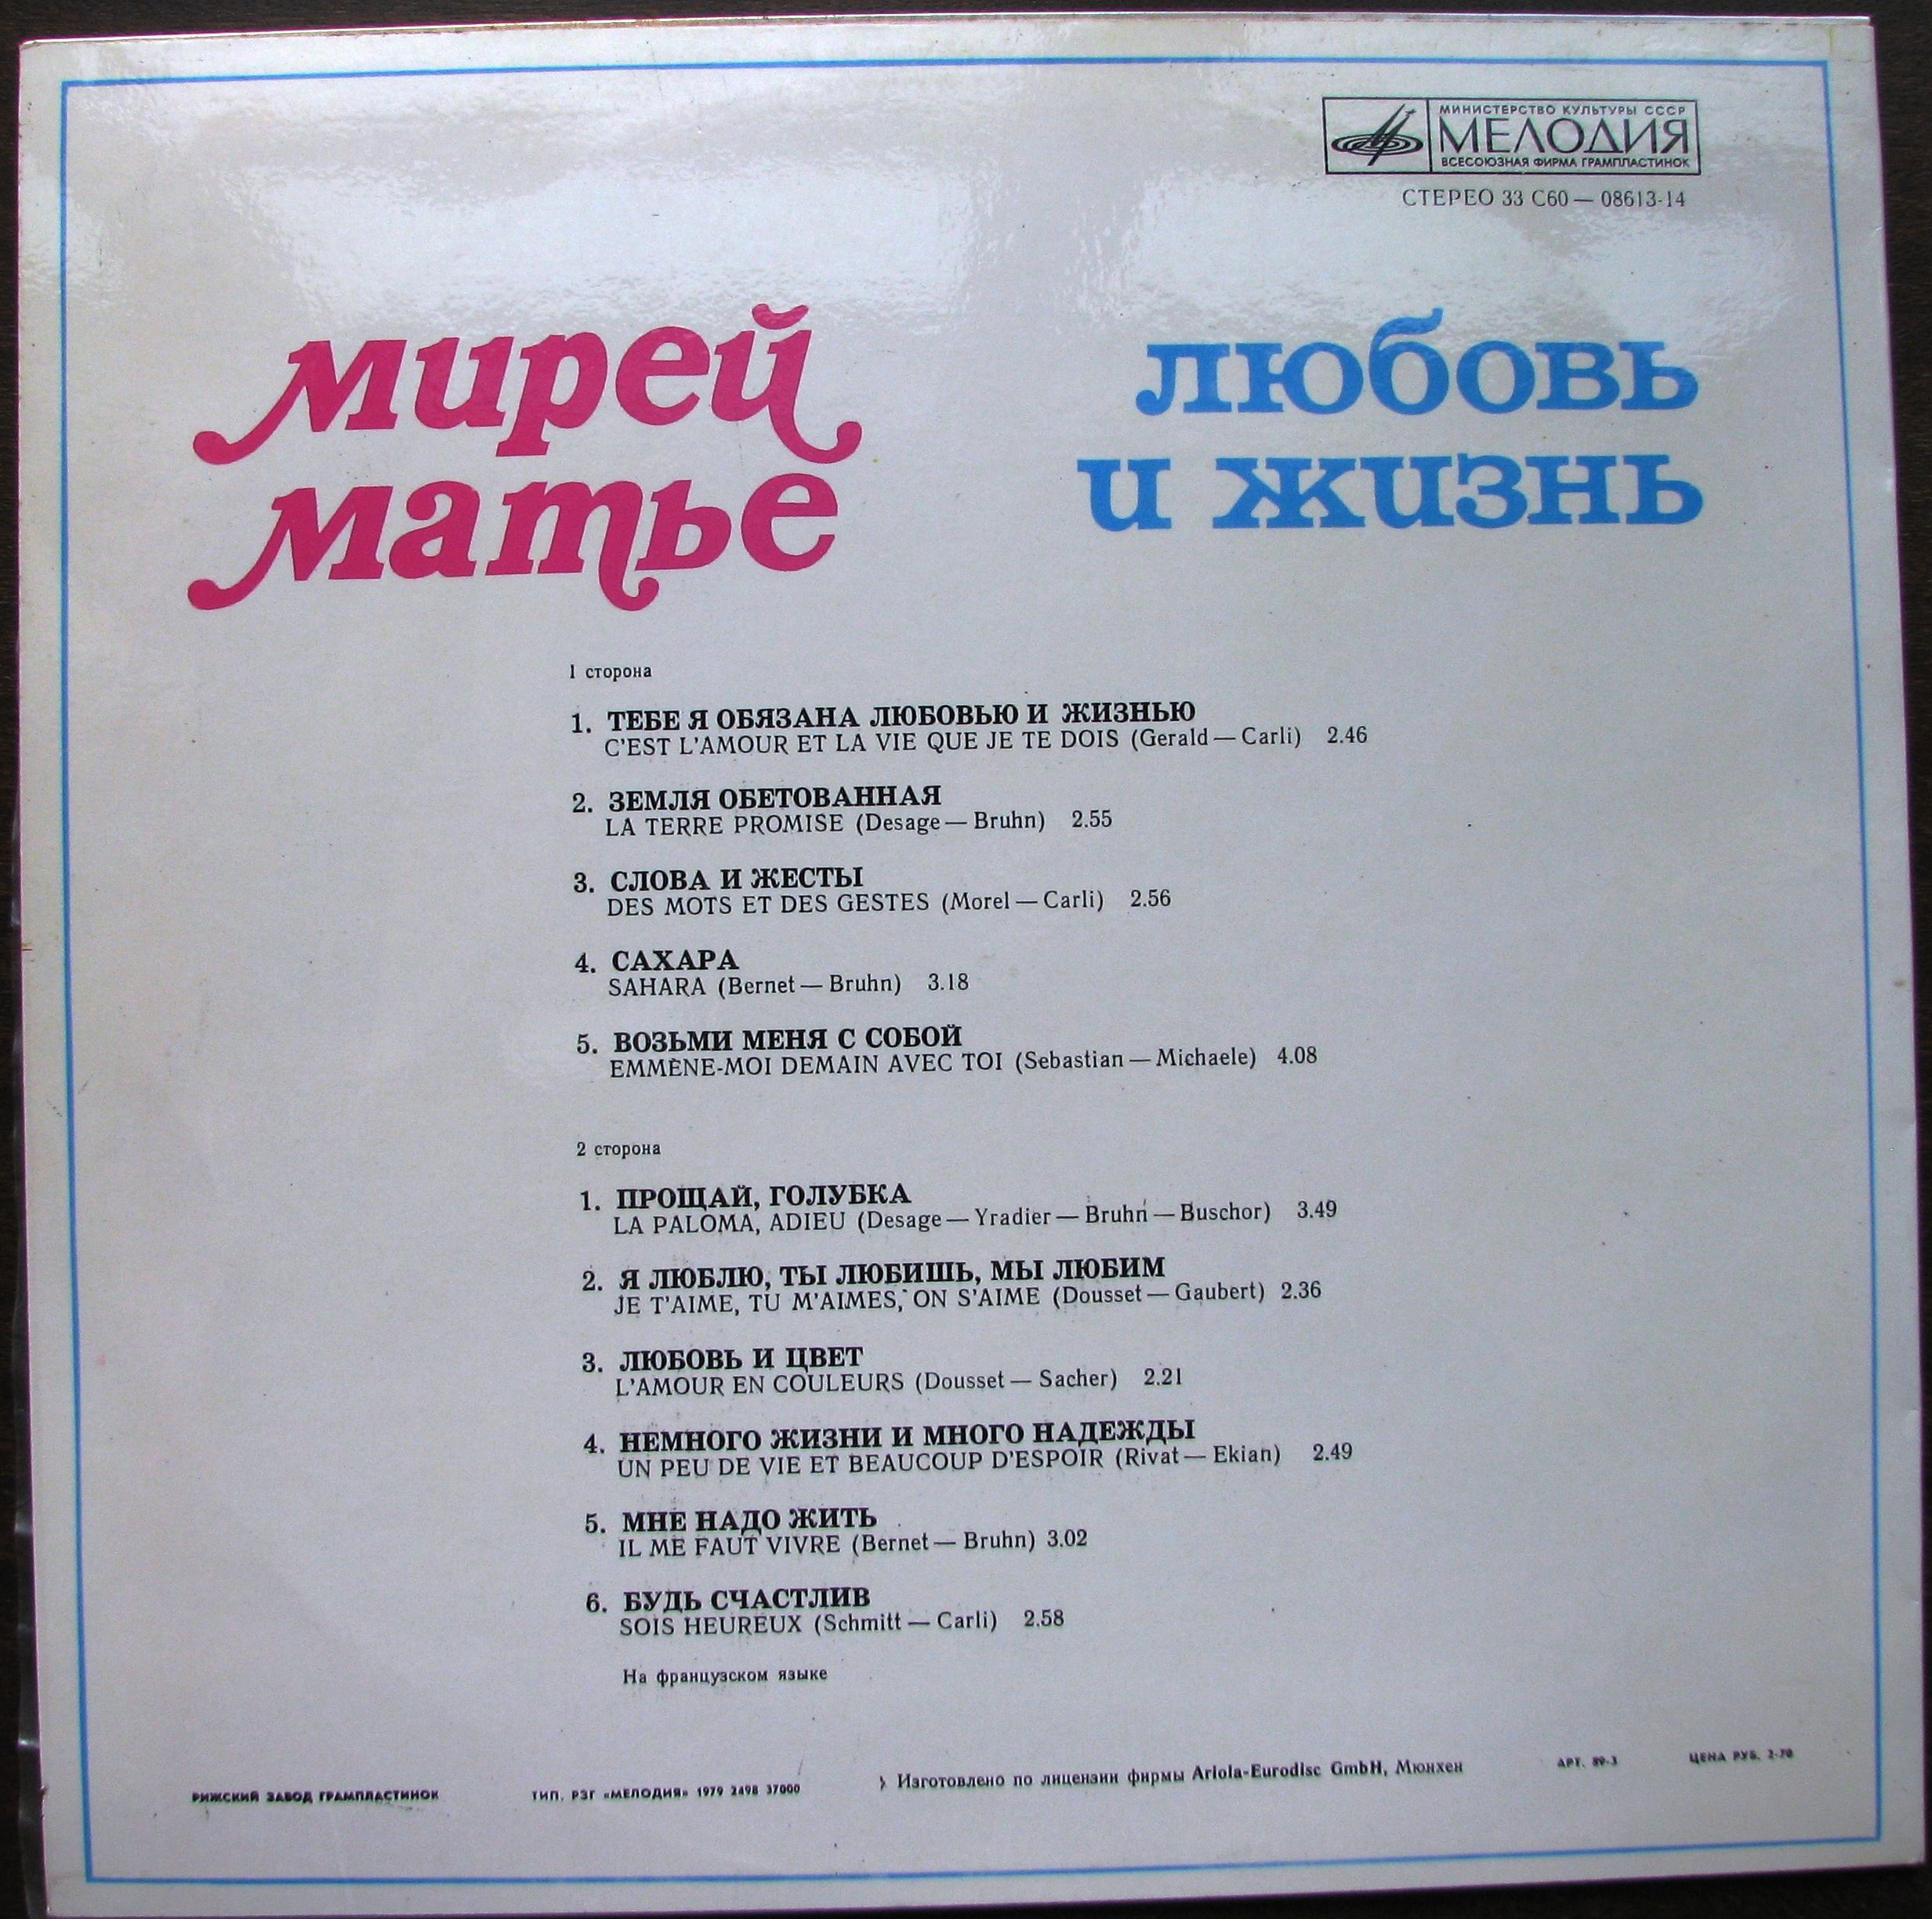 МИНИСТЕРСТВО КУЛЬТУРЫ СССР
МЕЛОДИЯ
ВСЕСОЮЗНАЯ ФИРМА ГРАМПЛАСТИНОК
СТЕРЕО 33 С60 — 08613-14
мирей
матье
любовь
и жизнь
1 сторона
1. ТЕБЕ Я ОБЯЗАНА ЛЮБОВЬЮ И ЖИЗНЬЮ
C'EST L'AMOUR ET LA VIE QUE JE TE DOIS (Gerald — Carli) 2.46
2. ЗЕМЛЯ ОБЕТОВАННАЯ
LA TERRE PROMISE (Desage — Bruhn) 2.55
3. СЛОВА И ЖЕСТЫ
DES MOTS ET DES GESTES (Morel — Carli) 2.56
4. САХАРА
SAHARA (Bernet — Bruhn) 3.18
5. ВОЗЬМИ МЕНЯ С СОБОЙ
EMMÈNE-MOI DEMAIN AVEC TOI (Sebastian — Michaele) 4.08
2 сторона
1. ПРОЩАЙ, ГОЛУБКА
LA PALOMA, ADIEU (Desage — Yradier — Bruhn — Buschor) 3.49
2. Я ЛЮБЛЮ, ТЫ ЛЮБИШЬ, МЫ ЛЮБИМ
JE T'AIME, TU M'AIMES, ON S'AIME (Dousset — Gaubert) 2.36
3. ЛЮБОВЬ И ЦВЕТ
L'AMOUR EN COULEURS (Dousset — Sacher) 2.21
4. НЕМНОГО ЖИЗНИ И МНОГО НАДЕЖДЫ
UN PEU DE VIE ET BEAUCOUP D'ESPOIR (Rivat — Ekian) 2.49
5. МНЕ НАДО ЖИТЬ
IL ME FAUT VIVRE (Bernet — Bruhn) 3.02
6. БУДЬ СЧАСТЛИВ
SOIS HEUREUX (Schmitt — Carli) 2.58
На французском языке
РИЖСКИЙ ЗАВОД ГРАМПЛАСТИНОК ТИП. РЗГ «МЕЛОДИЯ» 1979 2498 37000 Изготовлено по лицензии фирмы Ariola-Eurodisc GmbH, Мюнхен АРТ. 89-3 ЦЕНА РУБ. 2-70